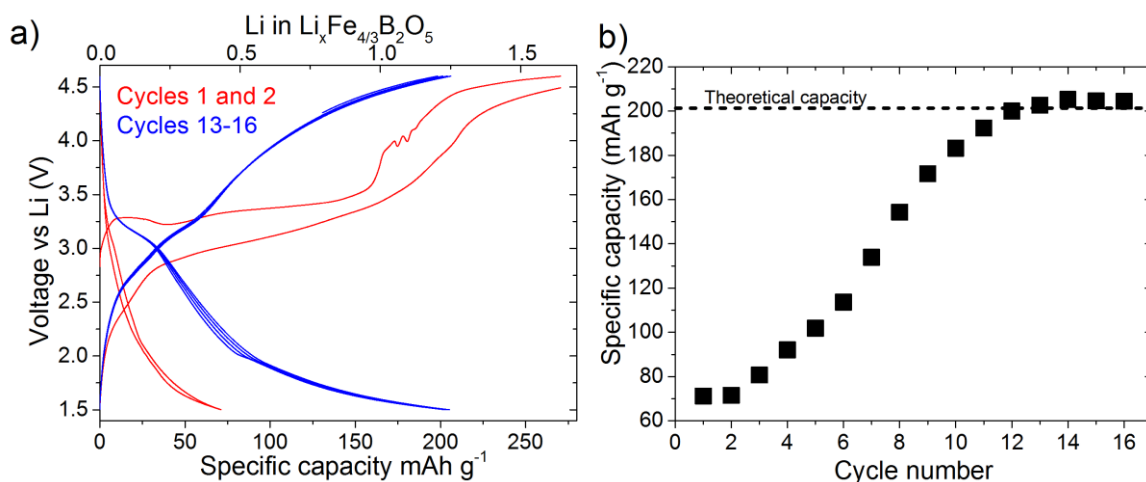 a)
Li in LiₓFe₄/₃B₂O₅
0.0 0.5 1.0 1.5
4.5
4.0
3.5
3.0
2.5
2.0
1.5
Voltage vs Li (V)
Cycles 1 and 2
Cycles 13-16
0 50 100 150 200 250
Specific capacity mAh g⁻¹
b)
220
200
180
160
140
120
100
80
60
Specific capacity (mAh g⁻¹)
Theoretical capacity
0 2 4 6 8 10 12 14 16
Cycle number